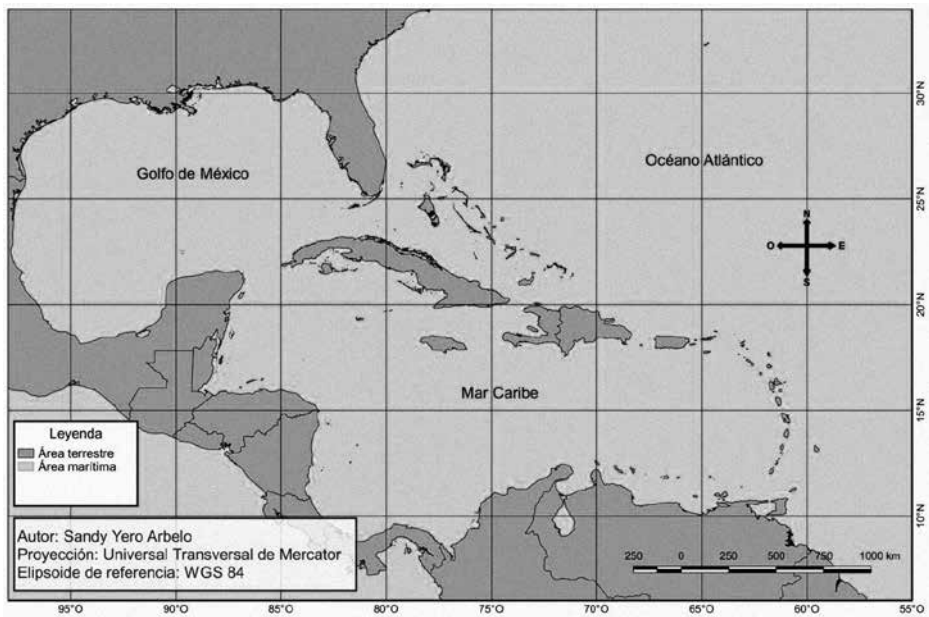 Golfo de México
Océano Atlántico
N
O E
S
Mar Caribe
Leyenda
Área terrestre
Área marítima
Autor: Sandy Yero Arbelo
Proyección: Universal Transversal de Mercator
Elipsoide de referencia: WGS 84
250 0 250 500 750 1000 km
30°N
25°N
20°N
15°N
10°N
95°O 90°O 85°O 80°O 75°O 70°O 65°O 60°O 55°O